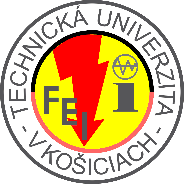 TECHNICKÁ UNIVERZITA
V KOŠICIACH
FEI
i